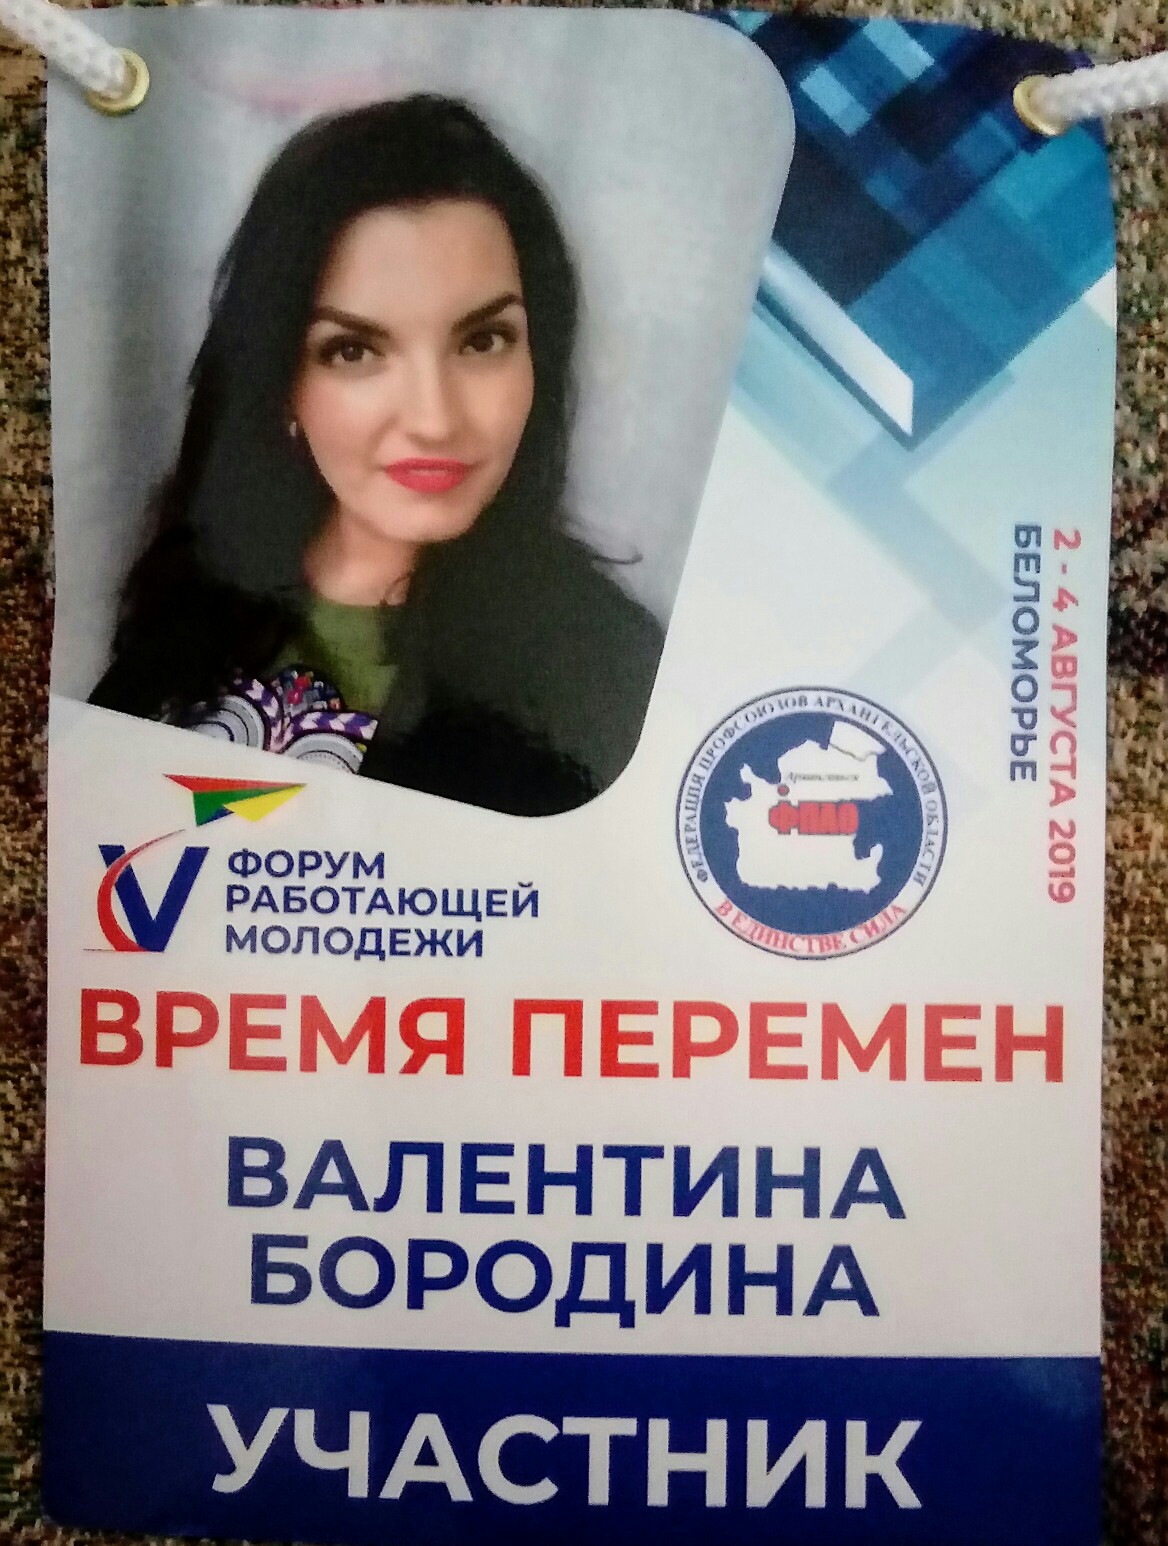 2 - 4 АВГУСТА 2019
БЕЛОМОРЬЕ
ФЕДЕРАЦИЯ ПРОФСОЮЗОВ АРХАНГЕЛЬСКОЙ ОБЛАСТИ
Архангельск
ФПАО
В ЕДИНСТВЕ СИЛА
V ФОРУМ
РАБОТАЮЩЕЙ
МОЛОДЕЖИ
ВРЕМЯ ПЕРЕМЕН
ВАЛЕНТИНА
БОРОДИНА
УЧАСТНИК